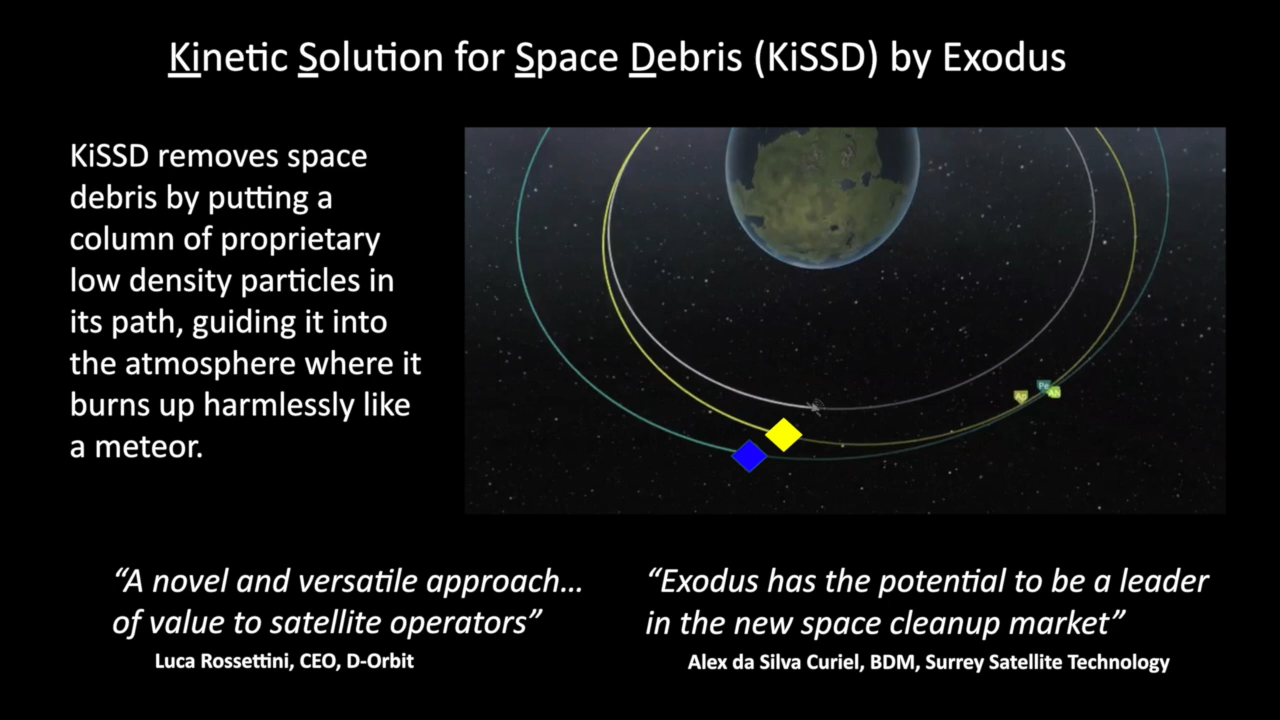 Kinetic Solution for Space Debris (KiSSD) by Exodus
KiSSD removes space
debris by putting a
column of proprietary
low density particles in
its path, guiding it into
the atmosphere where it
burns up harmlessly like
a meteor.
Ap
Pe
AN
“A novel and versatile approach…
of value to satellite operators”
Luca Rossettini, CEO, D-Orbit
“Exodus has the potential to be a leader
in the new space cleanup market”
Alex da Silva Curiel, BDM, Surrey Satellite Technology